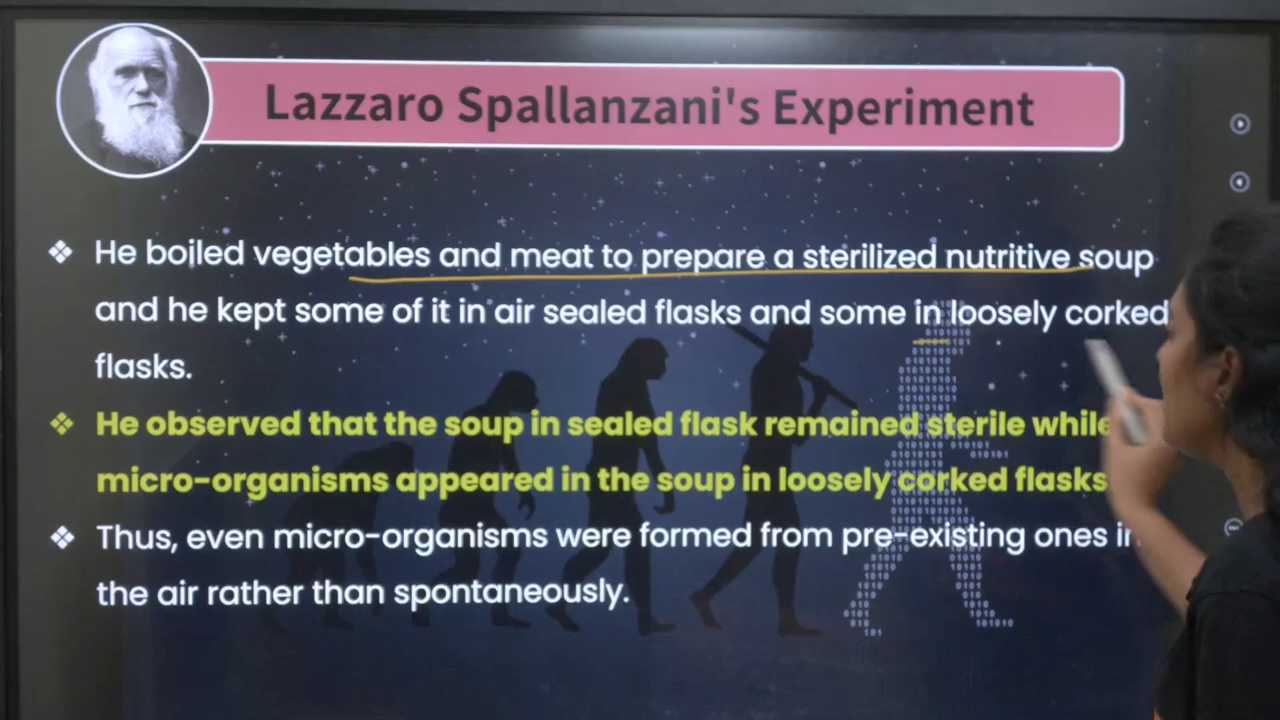 Lazzaro Spallanzani's Experiment
He boiled vegetables and meat to prepare a sterilized nutritive soup
and he kept some of it in air sealed flasks and some in loosely corked
flasks.
He observed that the soup in sealed flask remained sterile while
micro-organisms appeared in the soup in loosely corked flasks
Thus, even micro-organisms were formed from pre-existing ones in
the air rather than spontaneously.